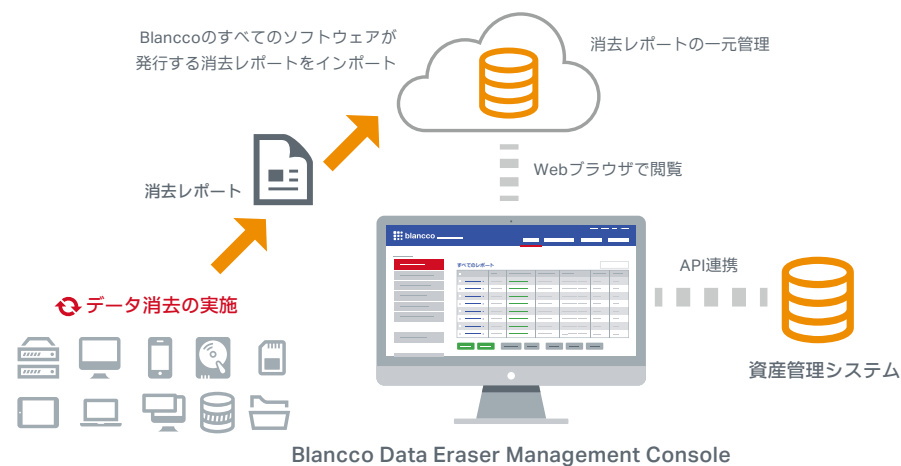 Blanccoのすべてのソフトウェアが
発行する消去レポートをインポート
消去レポートの一元管理
Webブラウザで閲覧
消去レポート
データ消去の実施
blancco
すべてのレポート
API連携
資産管理システム
Blancco Data Eraser Management Console